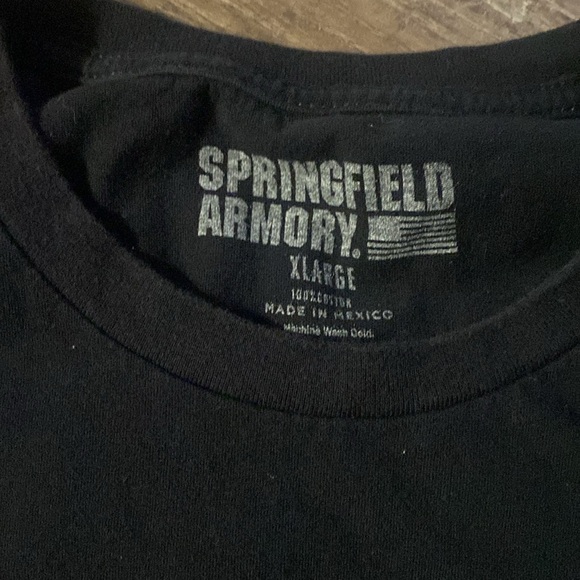 SPRINGFIELD
ARMORY®
XLARGE
100% COTTON
MADE IN MEXICO
Machine Wash Cold.